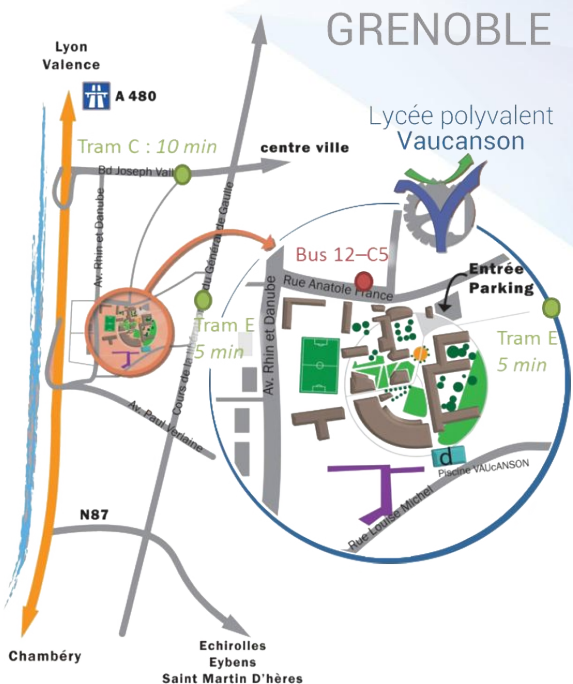 GRENOBLE
Lyon
Valence
A 480
Lycée polyvalent
Vaucanson
Tram C : 10 min
centre ville
Bd Joseph Vall
Av. Rhin et Danube
du Général de Gaulle
Cours de la
Bus 12–C5
Rue Anatole France
Entrée
Parking
Av. Rhin et Danube
Tram E
5 min
Tram E
5 min
Av. Paul Verlaine
d
Piscine VAUcANSON
Rue Louise Michel
N87
Chambéry
Echirolles
Eybens
Saint Martin D'hères